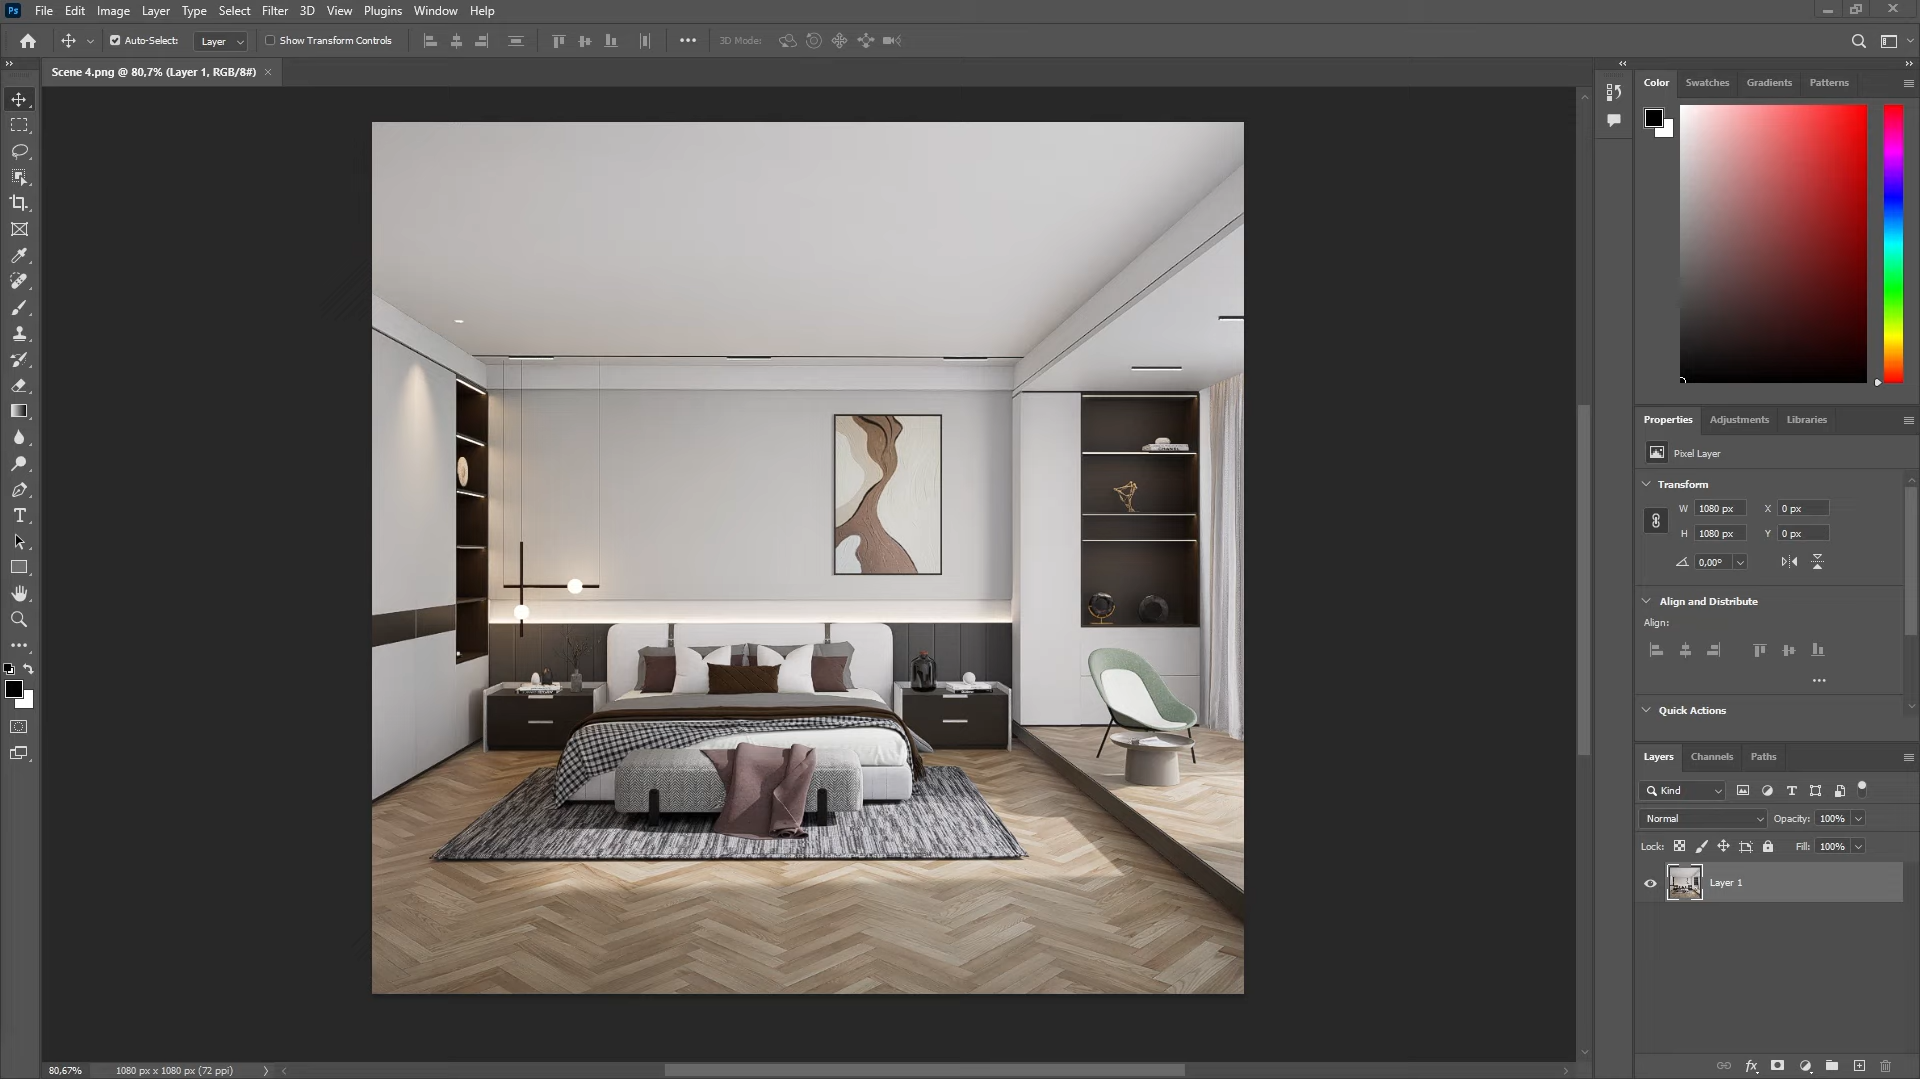 Ps File Edit Image Layer Type Select Filter 3D View Plugins Window Help
Auto-Select: Layer Show Transform Controls 3D Mode:
Scene 4.png @ 80,7% (Layer 1, RGB/8#)
Color Swatches Gradients Patterns
Properties Adjustments Libraries
Pixel Layer
Transform
W 1080 px X 0 px
H 1080 px Y 0 px
0,00°
Align and Distribute
Align:
Quick Actions
Layers Channels Paths
Kind
Normal Opacity: 100%
Lock: Fill: 100%
Layer 1
80,67% 1080 px x 1080 px (72 ppi)